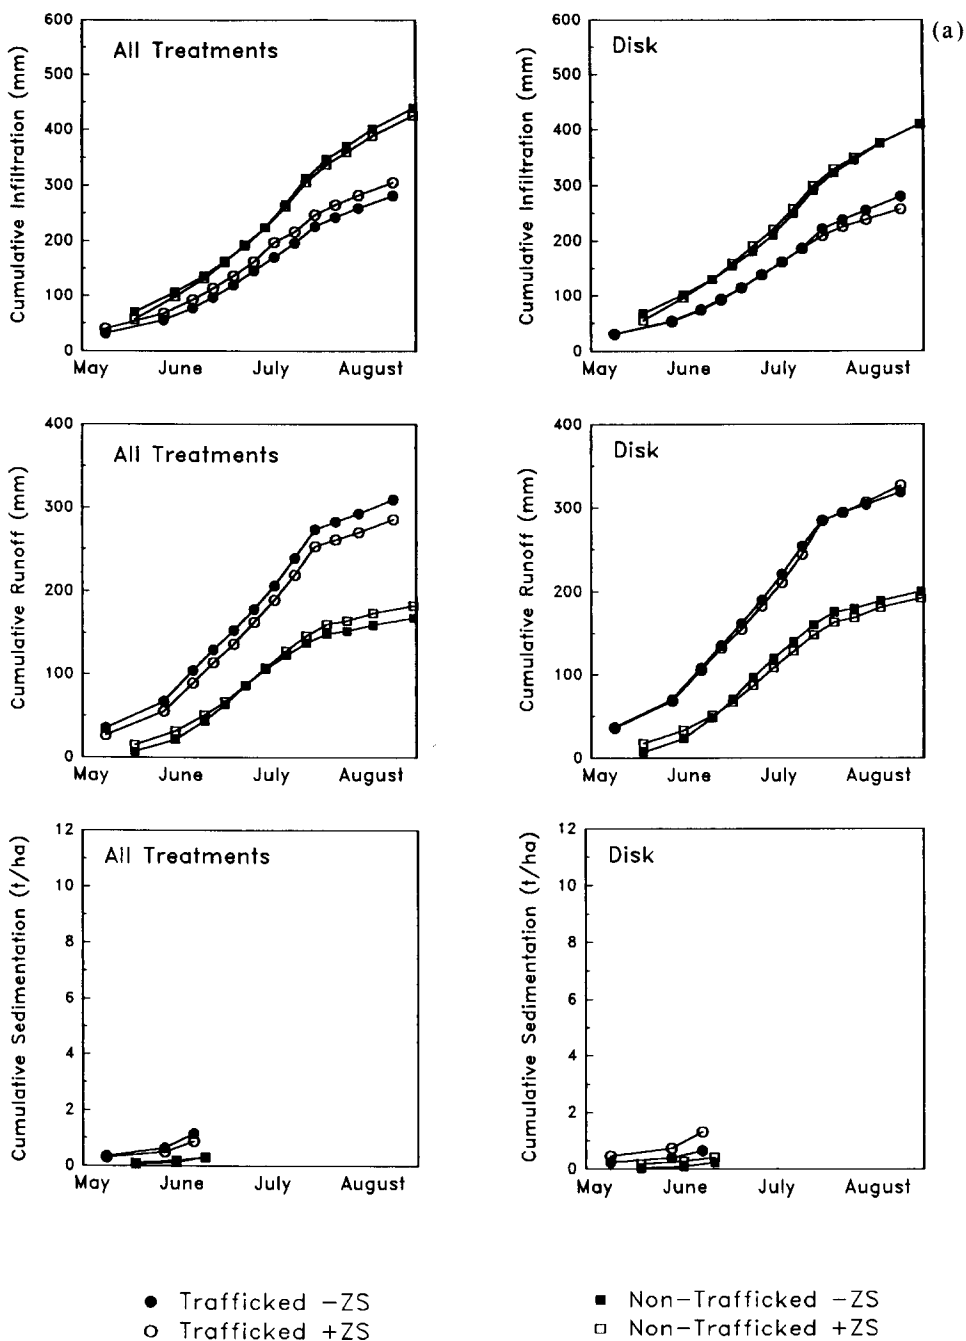 (a)
All Treatments
Cumulative Infiltration (mm)
600
500
400
300
200
100
0
May June July August
Disk
Cumulative Infiltration (mm)
600
500
400
300
200
100
0
May June July August
All Treatments
Cumulative Runoff (mm)
400
300
200
100
0
May June July August
Disk
Cumulative Runoff (mm)
400
300
200
100
0
May June July August
All Treatments
Cumulative Sedimentation (t/ha)
12
10
8
6
4
2
0
May June July August
Disk
Cumulative Sedimentation (t/ha)
12
10
8
6
4
2
0
May June July August
Trafficked -ZS
Trafficked +ZS
Non-Trafficked -ZS
Non-Trafficked +ZS